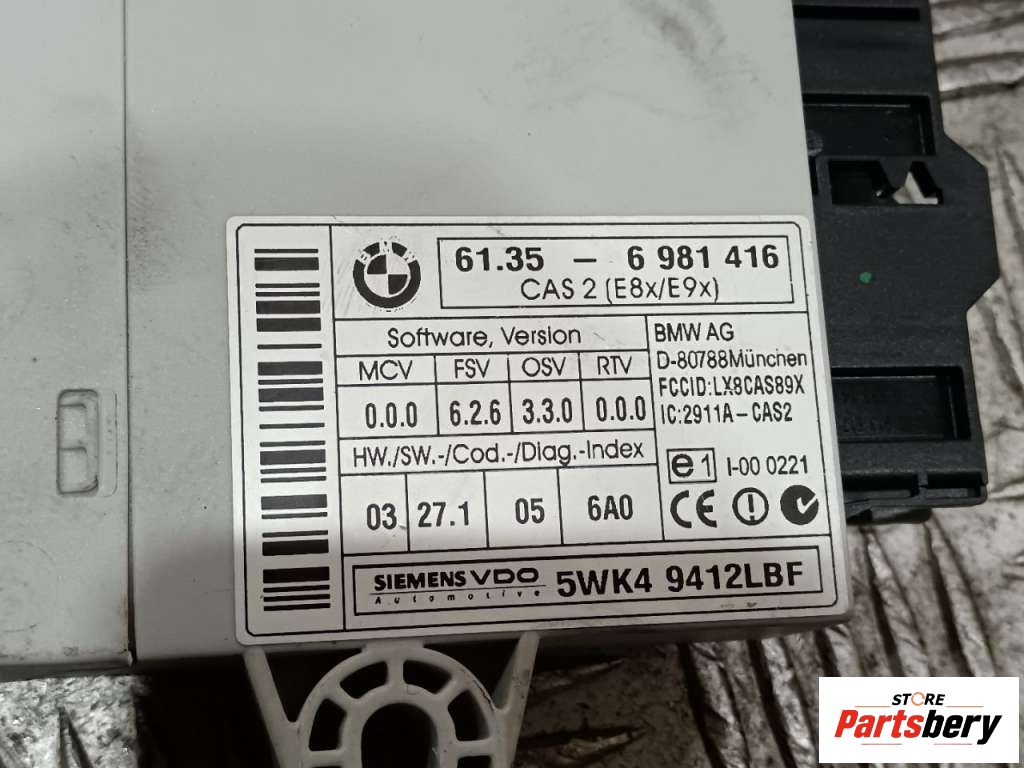 BMW
61.35 – 6 981 416
CAS 2 (E8x/E9x)
Software, Version
MCV FSV OSV RTV
0.0.0 6.2.6 3.3.0 0.0.0
HW./SW.-/Cod.-/Diag.-Index
03 27.1 05 6A0
BMW AG
D-80788München
FCCID:LX8CAS89X
IC:2911A–CAS2
e1 I-00 0221
CE
SIEMENS VDO
Automotive
5WK4 9412LBF
STORE
Partsbery